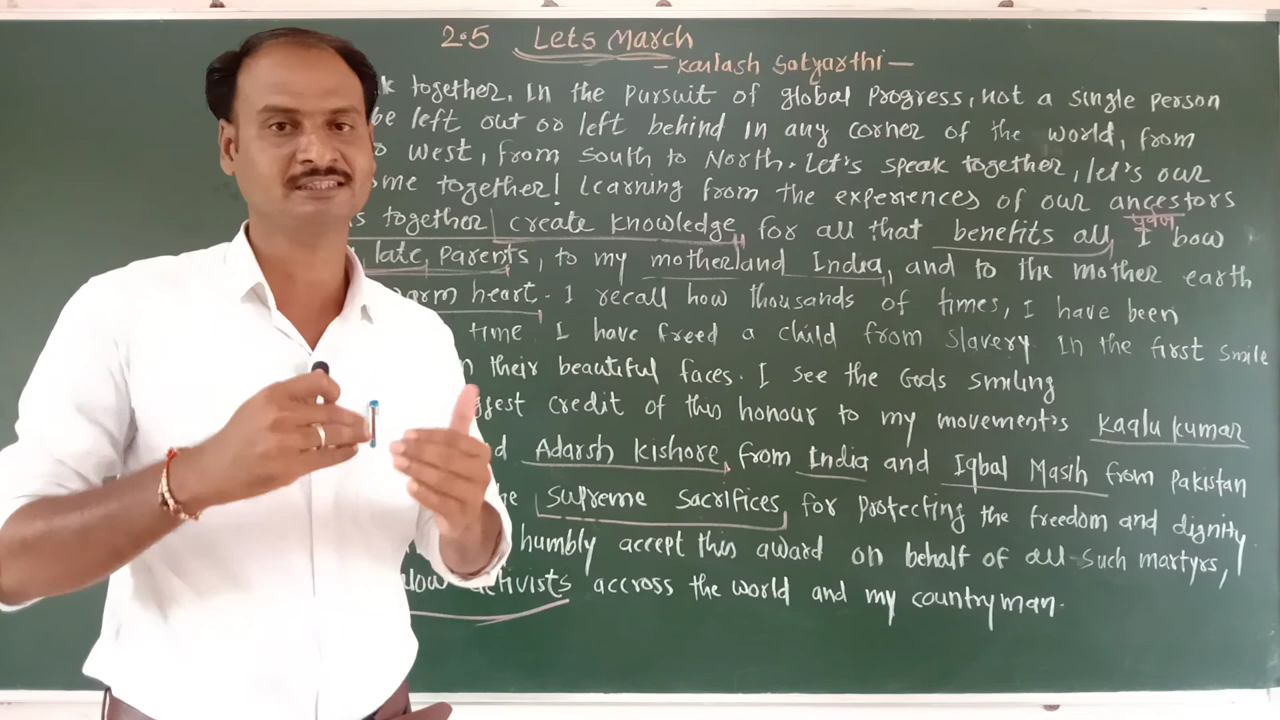 2.5 Lets March
- Kailash Satyarthi -
k together. In the pursuit of global progress, not a single person
be left out or left behind in any corner of the world, from
o west, from south to North. Let's speak together, let's our
me together! Learning from the experiences of our ancestors
पूर्वज
s together create knowledge for all that benefits all, I bow
late parents, to my motherland India, and to the mother earth
arm heart. I recall how thousands of times, I have been
time I have freed a child from slavery In the first smile
n their beautiful faces. I see the Gods smiling
ggest credit of this honour to my movement's Kaalu kumar
d Adarsh kishore, from India and Iqbal Masih from Pakistan
he supreme sacrifices for protecting the freedom and dignity
humbly accept this award on behalf of all such martyrs,
low activists accross the world and my countryman.